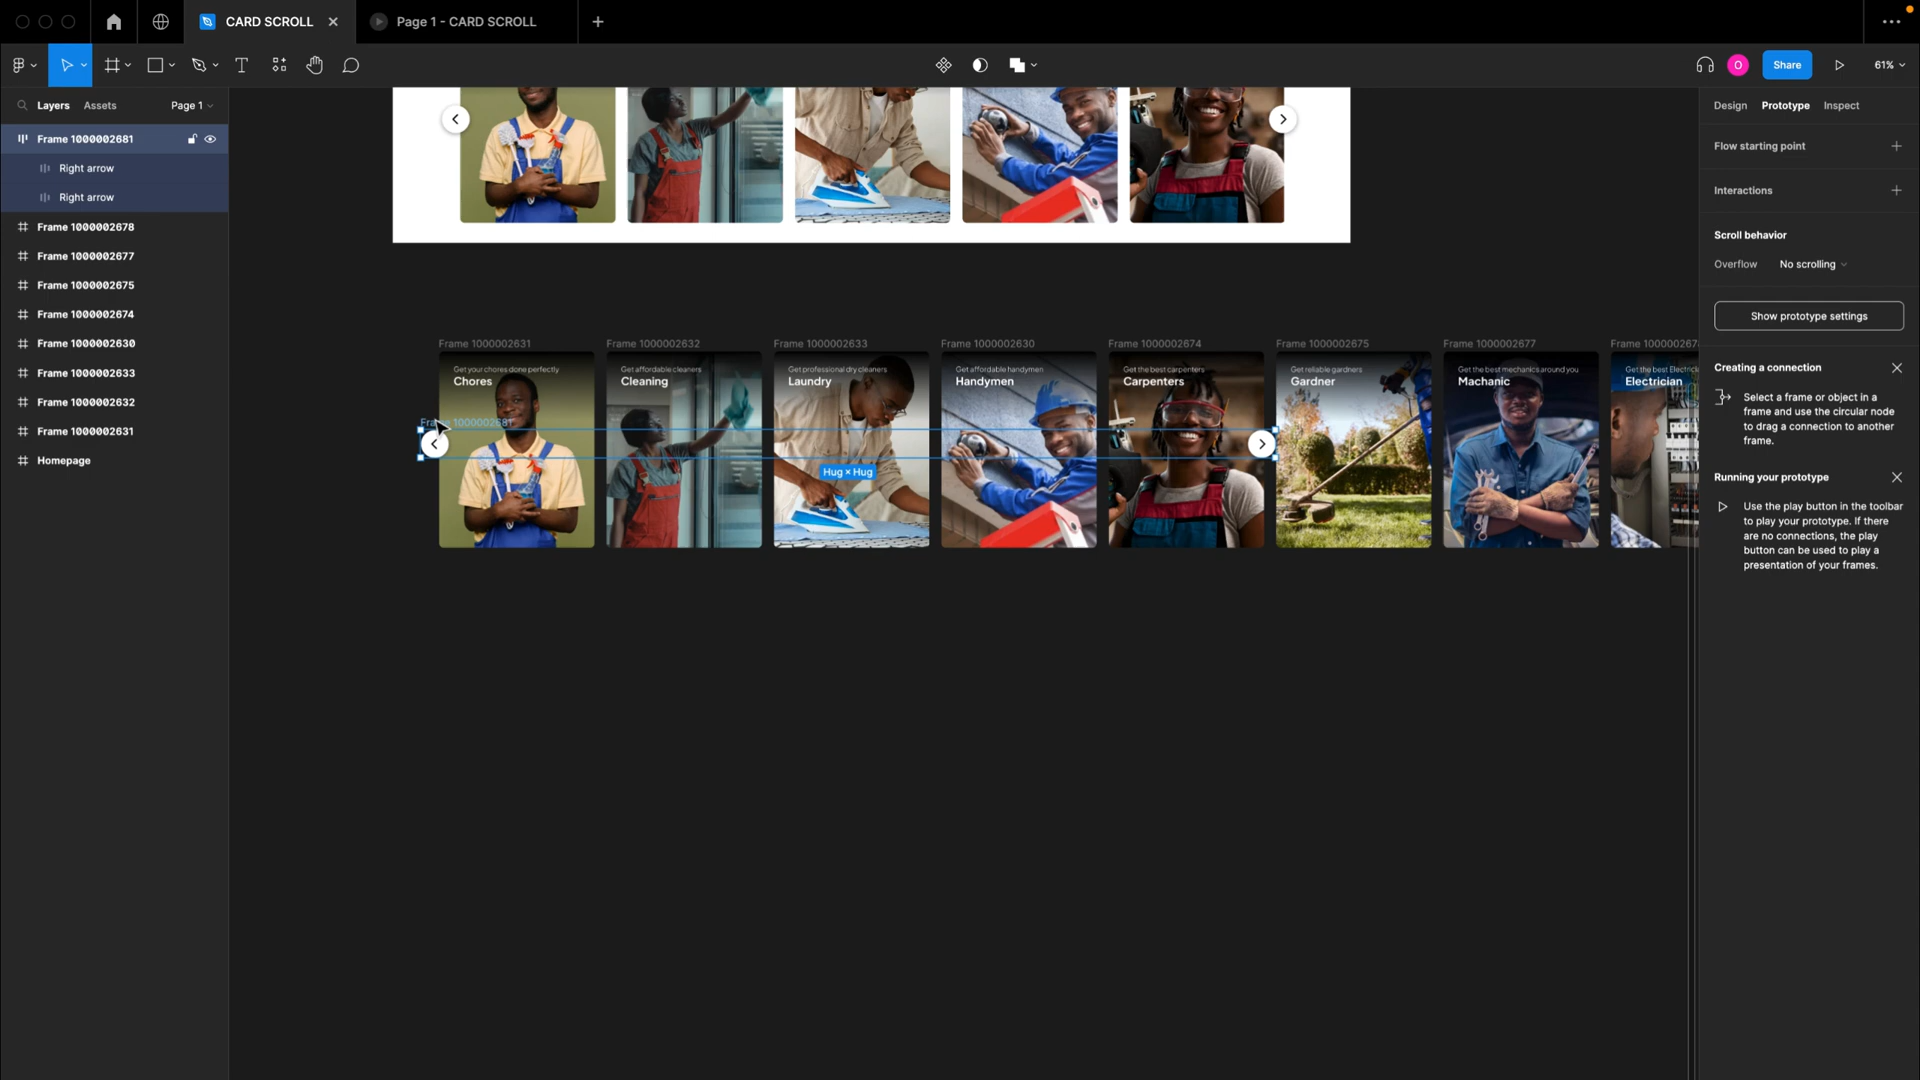 CARD SCROLL
Page 1 - CARD SCROLL
T
O
Share
61%
Layers
Assets
Page 1
Design
Prototype
Inspect
Frame 1000002681
Right arrow
Right arrow
Frame 1000002678
Frame 1000002677
Frame 1000002675
Frame 1000002674
Frame 1000002630
Frame 1000002633
Frame 1000002632
Frame 1000002631
Homepage
Frame 1000002631
Frame 1000002632
Frame 1000002633
Frame 1000002630
Frame 1000002674
Frame 1000002675
Frame 1000002677
Frame 100000267
Get your chores done perfectly
Chores
Get affordable cleaners
Cleaning
Get professional dry cleaners
Laundry
Get affordable handymen
Handymen
Get the best carpenters
Carpenters
Get reliable gardners
Gardner
Get the best mechanics around you
Machanic
Get the best Electric
Electrician
Frame 1000002681
Hug × Hug
Flow starting point
Interactions
Scroll behavior
Overflow
No scrolling
Show prototype settings
Creating a connection
Select a frame or object in a
frame and use the circular node
to drag a connection to another
frame.
Running your prototype
Use the play button in the toolbar
to play your prototype. If there
are no connections, the play
button can be used to play a
presentation of your frames.